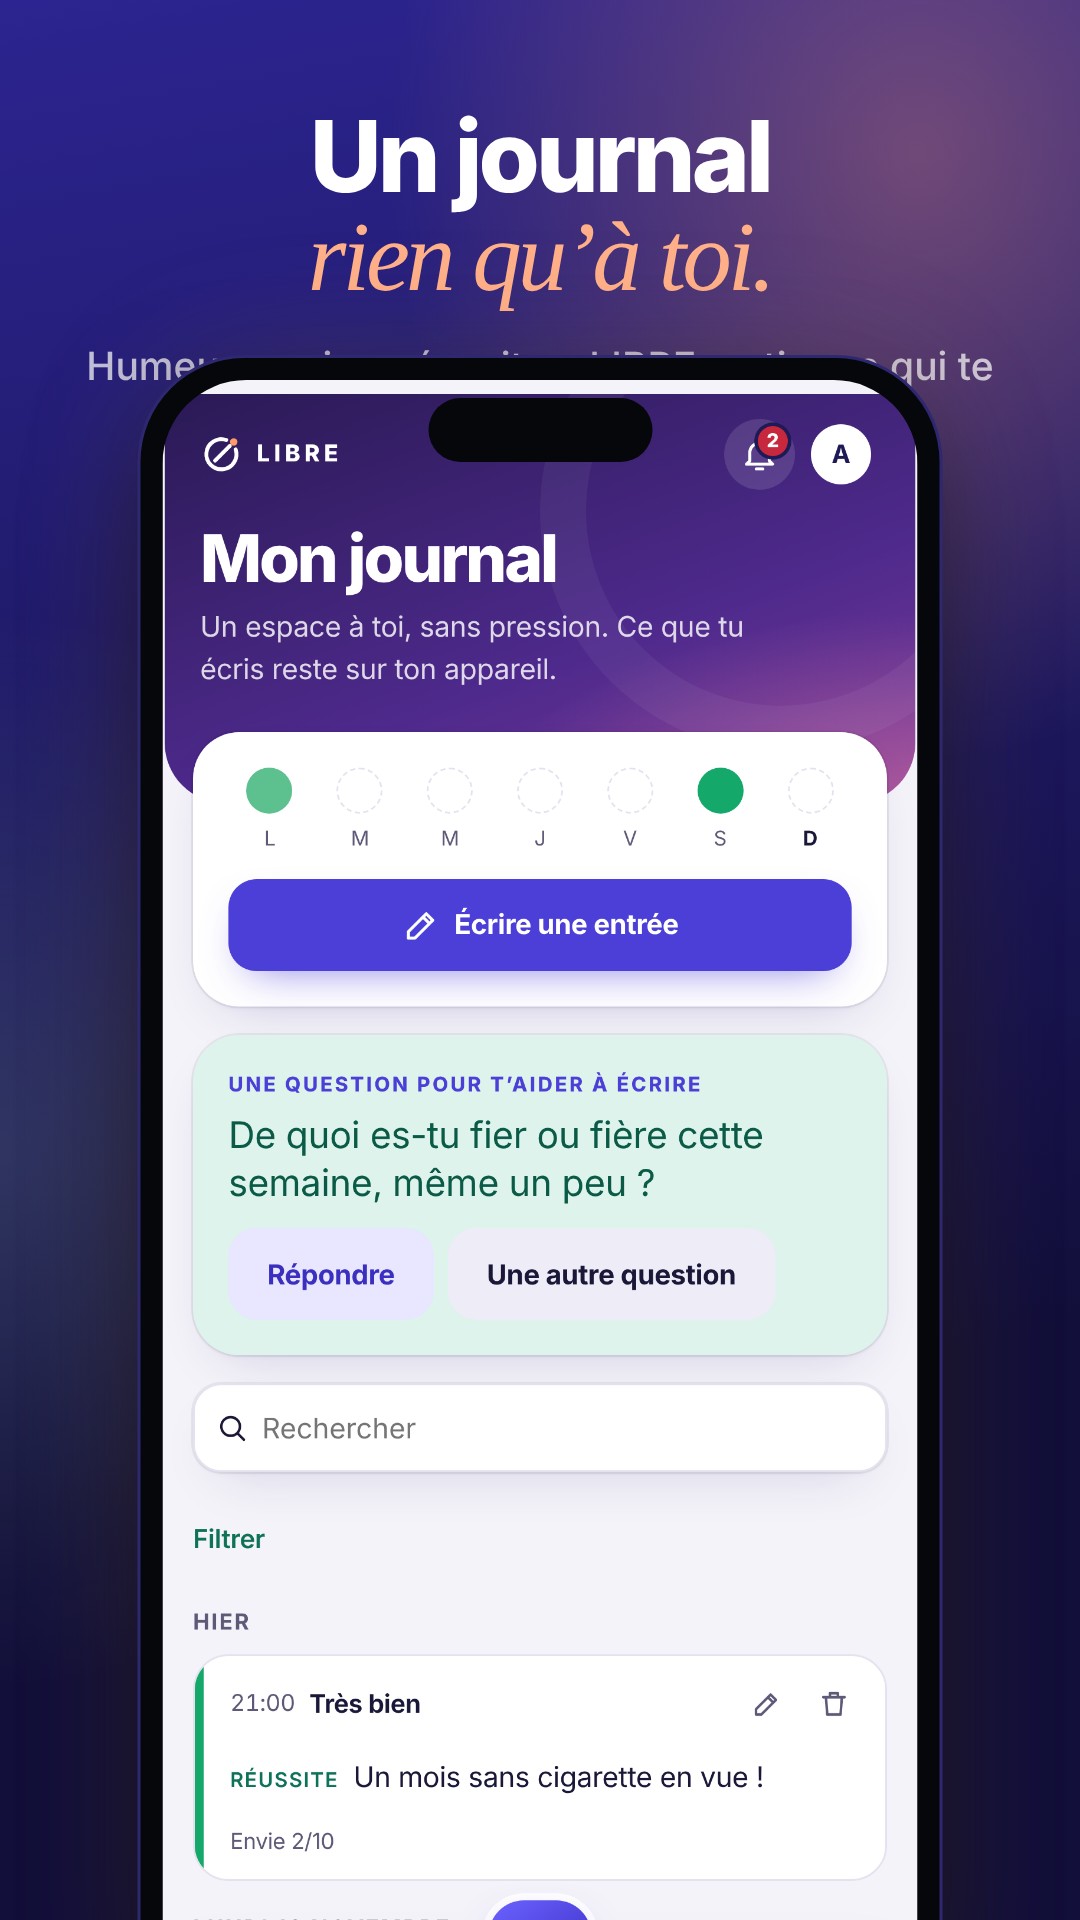 Un journal
rien qu’à toi.
qui te
LIBRE
2
A
Mon journal
Un espace à toi, sans pression. Ce que tu
écris reste sur ton appareil.
L M M J V S D
Écrire une entrée
UNE QUESTION POUR T’AIDER À ÉCRIRE
De quoi es-tu fier ou fière cette
semaine, même un peu ?
Répondre
Une autre question
Rechercher
Filtrer
HIER
21:00 Très bien
RÉUSSITE Un mois sans cigarette en vue !
Envie 2/10